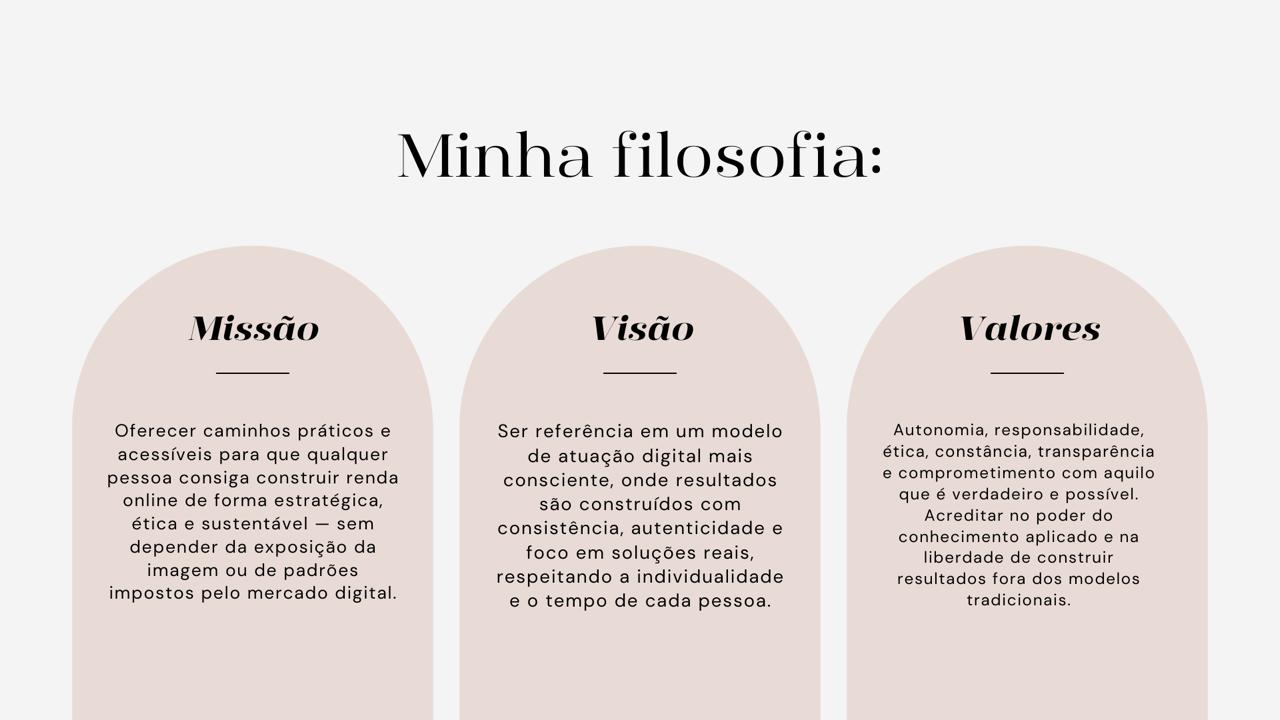 Minha filosofia:
Missão
Oferecer caminhos práticos e
acessíveis para que qualquer
pessoa consiga construir renda
online de forma estratégica,
ética e sustentável — sem
depender da exposição da
imagem ou de padrões
impostos pelo mercado digital.
Visão
Ser referência em um modelo
de atuação digital mais
consciente, onde resultados
são construídos com
consistência, autenticidade e
foco em soluções reais,
respeitando a individualidade
e o tempo de cada pessoa.
Valores
Autonomia, responsabilidade,
ética, constância, transparência
e comprometimento com aquilo
que é verdadeiro e possível.
Acreditar no poder do
conhecimento aplicado e na
liberdade de construir
resultados fora dos modelos
tradicionais.